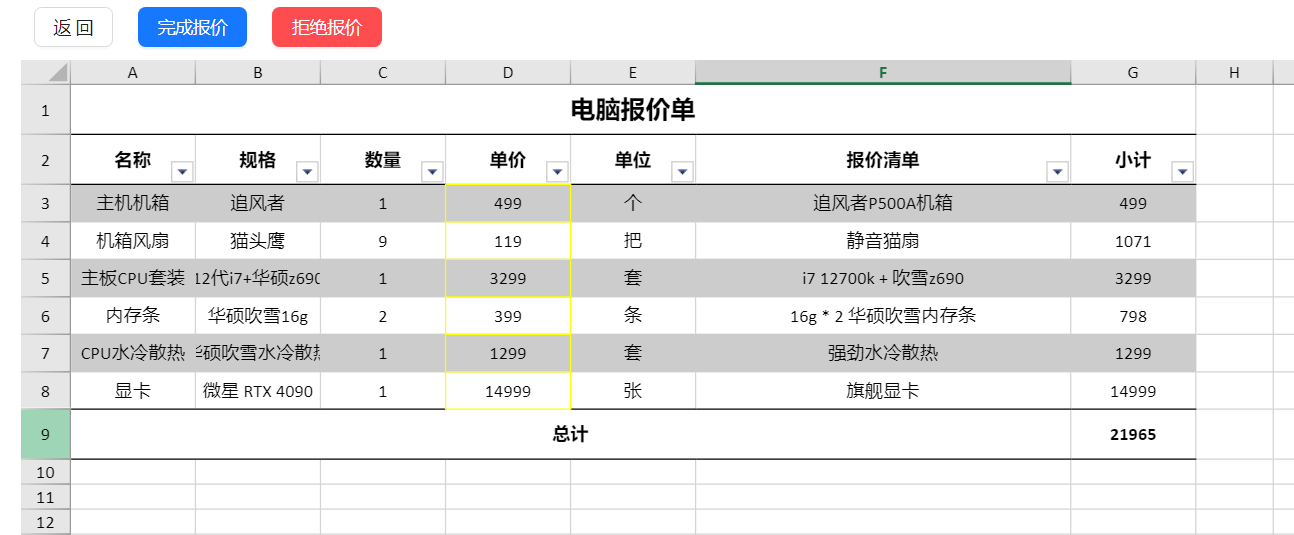 返 回 完成报价 拒绝报价
A B C D E F G H
1 电脑报价单
2 名称 规格 数量 单价 单位 报价清单 小计
3 主机机箱 追风者 1 499 个 追风者P500A机箱 499
4 机箱风扇 猫头鹰 9 119 把 静音猫扇 1071
5 主板CPU套装 12代i7+华硕z690 1 3299 套 i7 12700k + 吹雪z690 3299
6 内存条 华硕吹雪16g 2 399 条 16g * 2 华硕吹雪内存条 798
7 CPU水冷散热 华硕吹雪水冷散热 1 1299 套 强劲水冷散热 1299
8 显卡 微星 RTX 4090 1 14999 张 旗舰显卡 14999
9 总计 21965
10
11
12